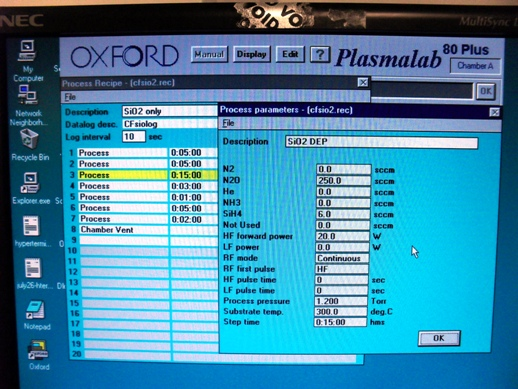 NEC
VOID VO
MultiSync
OXFORD Manual Display Edit ? Plasmalab 80 Plus
Chamber A
OK
My Computer
Network Neighborh...
Recycle Bin
Explorer.exe
hypertermi...
july26-hter...
Notepad
Oxford
Process Recipe - [cfsio2.rec]
File
Description SiO2 only
Datalog desc. CFsiolog
Log interval 10 sec
1 Process 0:05:00
2 Process 0:05:00
3 Process 0:15:00
4 Process 0:03:00
5 Process 0:01:00
6 Process 0:05:00
7 Process 0:02:00
8 Chamber Vent
9
10
11
12
13
14
15
16
17
18
19
20
Process parameters - [cfsio2.rec]
File
Description SiO2 DEP
N2 0.0 sccm
N2O 250.0 sccm
He 0.0 sccm
NH3 0.0 sccm
SiH4 6.0 sccm
Not Used 0.0 sccm
HF forward power 20.0 W
LF power 0.0 W
RF mode Continuous
RF first pulse HF
HF pulse time 0 sec
LF pulse time 0 sec
Process pressure 1.200 Torr
Substrate temp. 300.0 deg.C
Step time 0:15:00 hms
OK